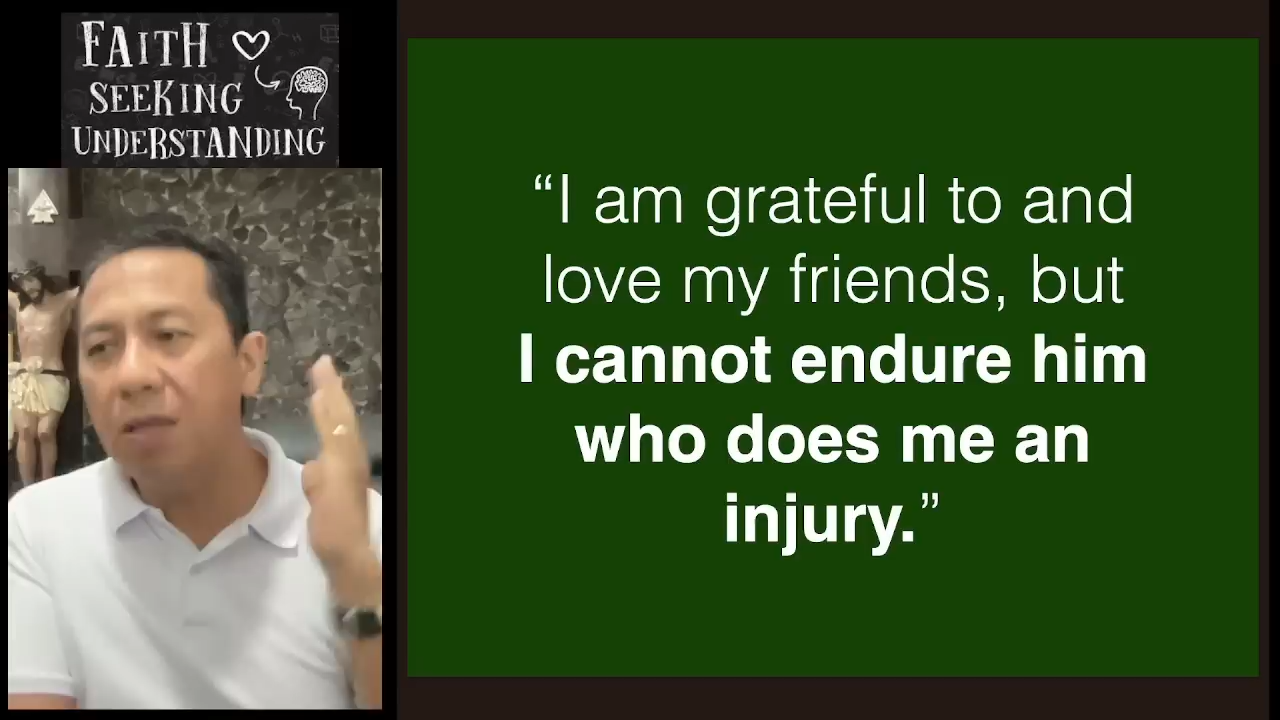 FAITH
SEEKING
UNDERSTANDING
“I am grateful to and
love my friends, but
I cannot endure him
who does me an
injury.”